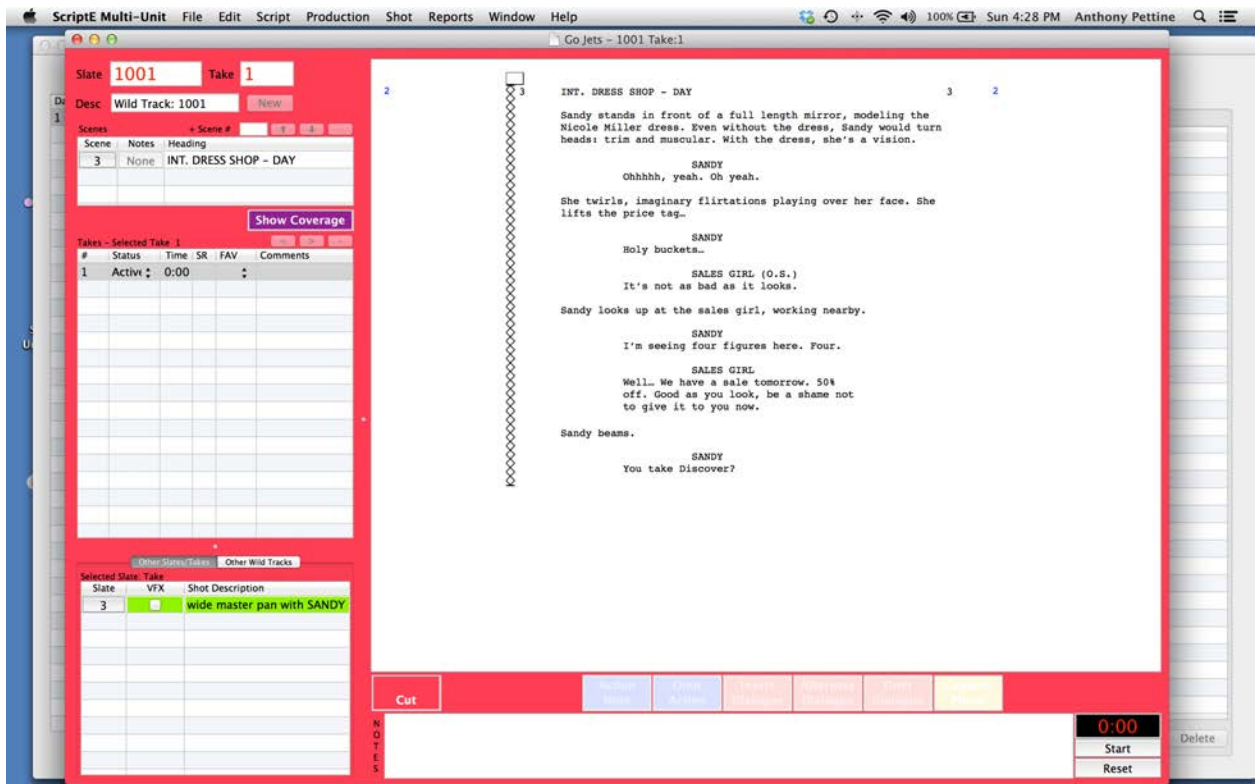 ScriptE Multi-Unit File Edit Script Production Shot Reports Window Help 100% Sun 4:28 PM Anthony Pettine
Go Jets – 1001 Take:1
Slate 1001 Take 1
Desc Wild Track: 1001 New
Scenes + Scene #
Scene Notes Heading
3 None INT. DRESS SHOP – DAY
Show Coverage
Takes – Selected Take 1
# Status Time SR FAV Comments
1 Active 0:00
Other Slates/Takes Other Wild Tracks
Selected Slate: Take
Slate VFX Shot Description
3 wide master pan with SANDY
2 3 INT. DRESS SHOP - DAY 3 2
Sandy stands in front of a full length mirror, modeling the
Nicole Miller dress. Even without the dress, Sandy would turn
heads: trim and muscular. With the dress, she's a vision.
SANDY
Ohhhhh, yeah. Oh yeah.
She twirls, imaginary flirtations playing over her face. She
lifts the price tag…
SANDY
Holy buckets…
SALES GIRL (O.S.)
It's not as bad as it looks.
Sandy looks up at the sales girl, working nearby.
SANDY
I'm seeing four figures here. Four.
SALES GIRL
Well… We have a sale tomorrow. 50%
off. Good as you look, be a shame not
to give it to you now.
Sandy beams.
SANDY
You take Discover?
Cut
NOTES
0:00
Start
Reset
Delete